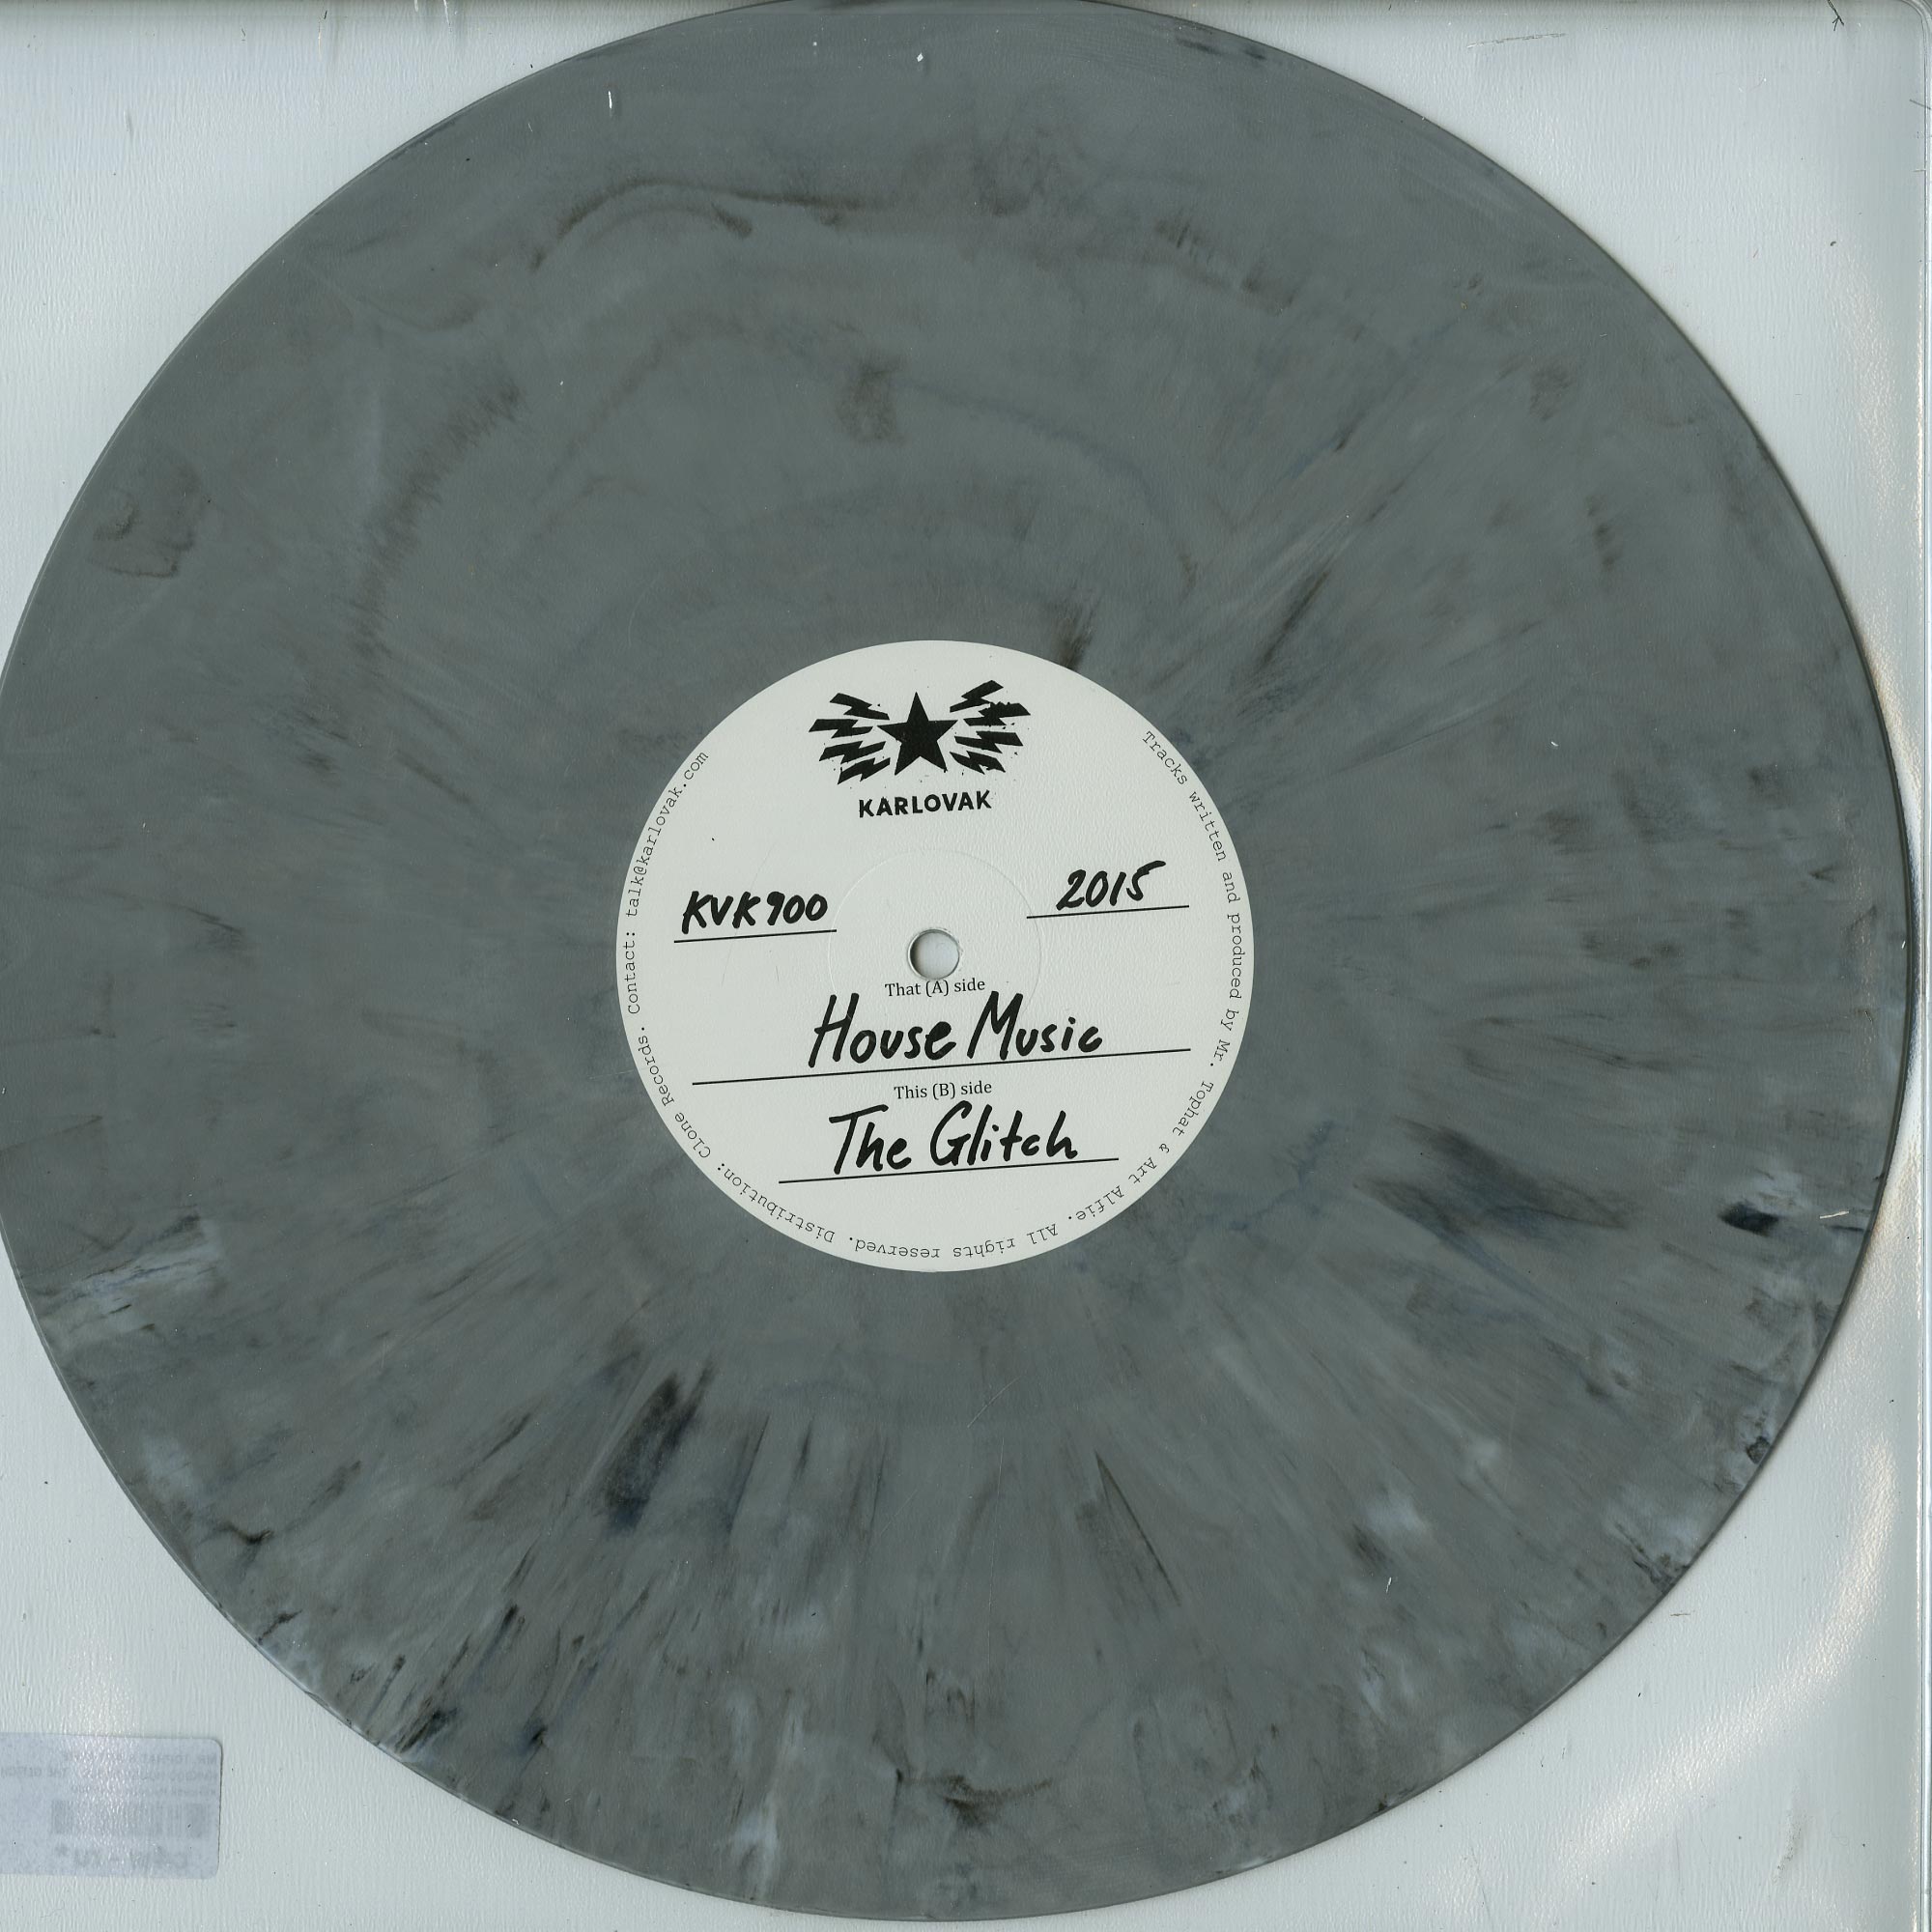 KARLOVAK
KVK900
2015
That (A) side
House Music
This (B) side
The Glitch
Tracks written and produced by Mr. Tophat & Art Alfie. All rights reserved. Distribution: Clone Records. Contact: talk@karlovak.com